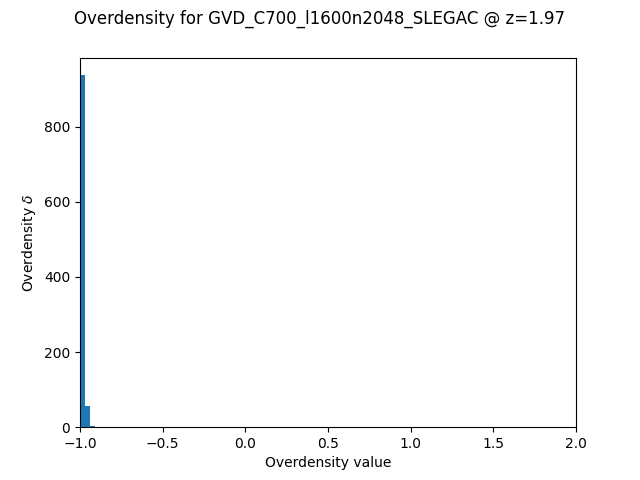 Overdensity for GVD_C700_l1600n2048_SLEGAC @ z=1.97
Overdensity δ
800
600
400
200
0
−1.0 −0.5 0.0 0.5 1.0 1.5 2.0
Overdensity value